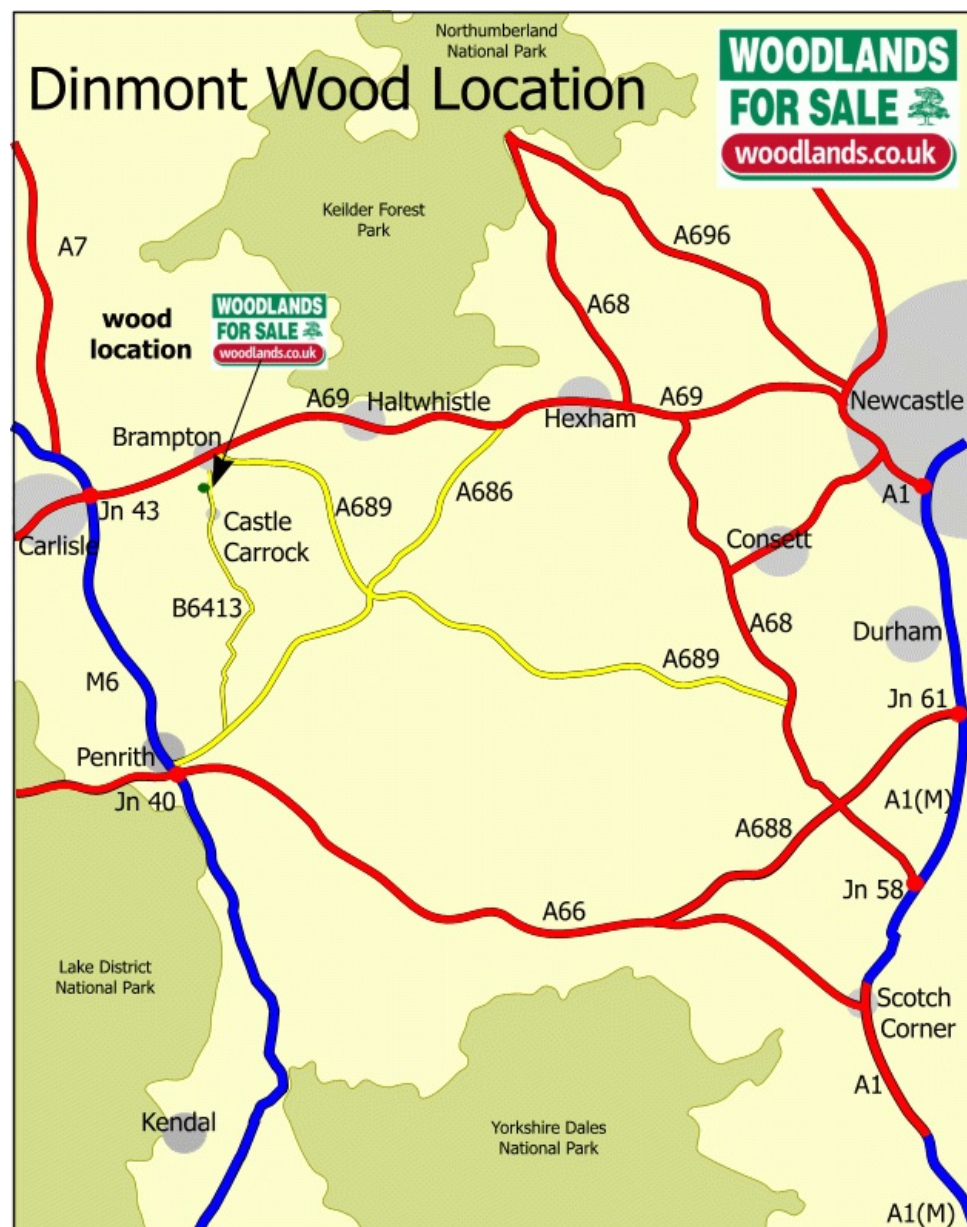 Northumberland
National Park
Dinmont Wood Location
WOODLANDS
FOR SALE
woodlands.co.uk
Keilder Forest
Park
A7
A696
A68
wood
location
WOODLANDS
FOR SALE
woodlands.co.uk
A69
Haltwhistle
A69
Hexham
Newcastle
Brampton
A689
A686
A1
Jn 43
Castle
Carrock
Carlisle
Consett
B6413
A68
Durham
A689
M6
Jn 61
Penrith
Jn 40
A688
A1(M)
Jn 58
A66
Lake District
National Park
Scotch
Corner
A1
Kendal
Yorkshire Dales
National Park
A1(M)